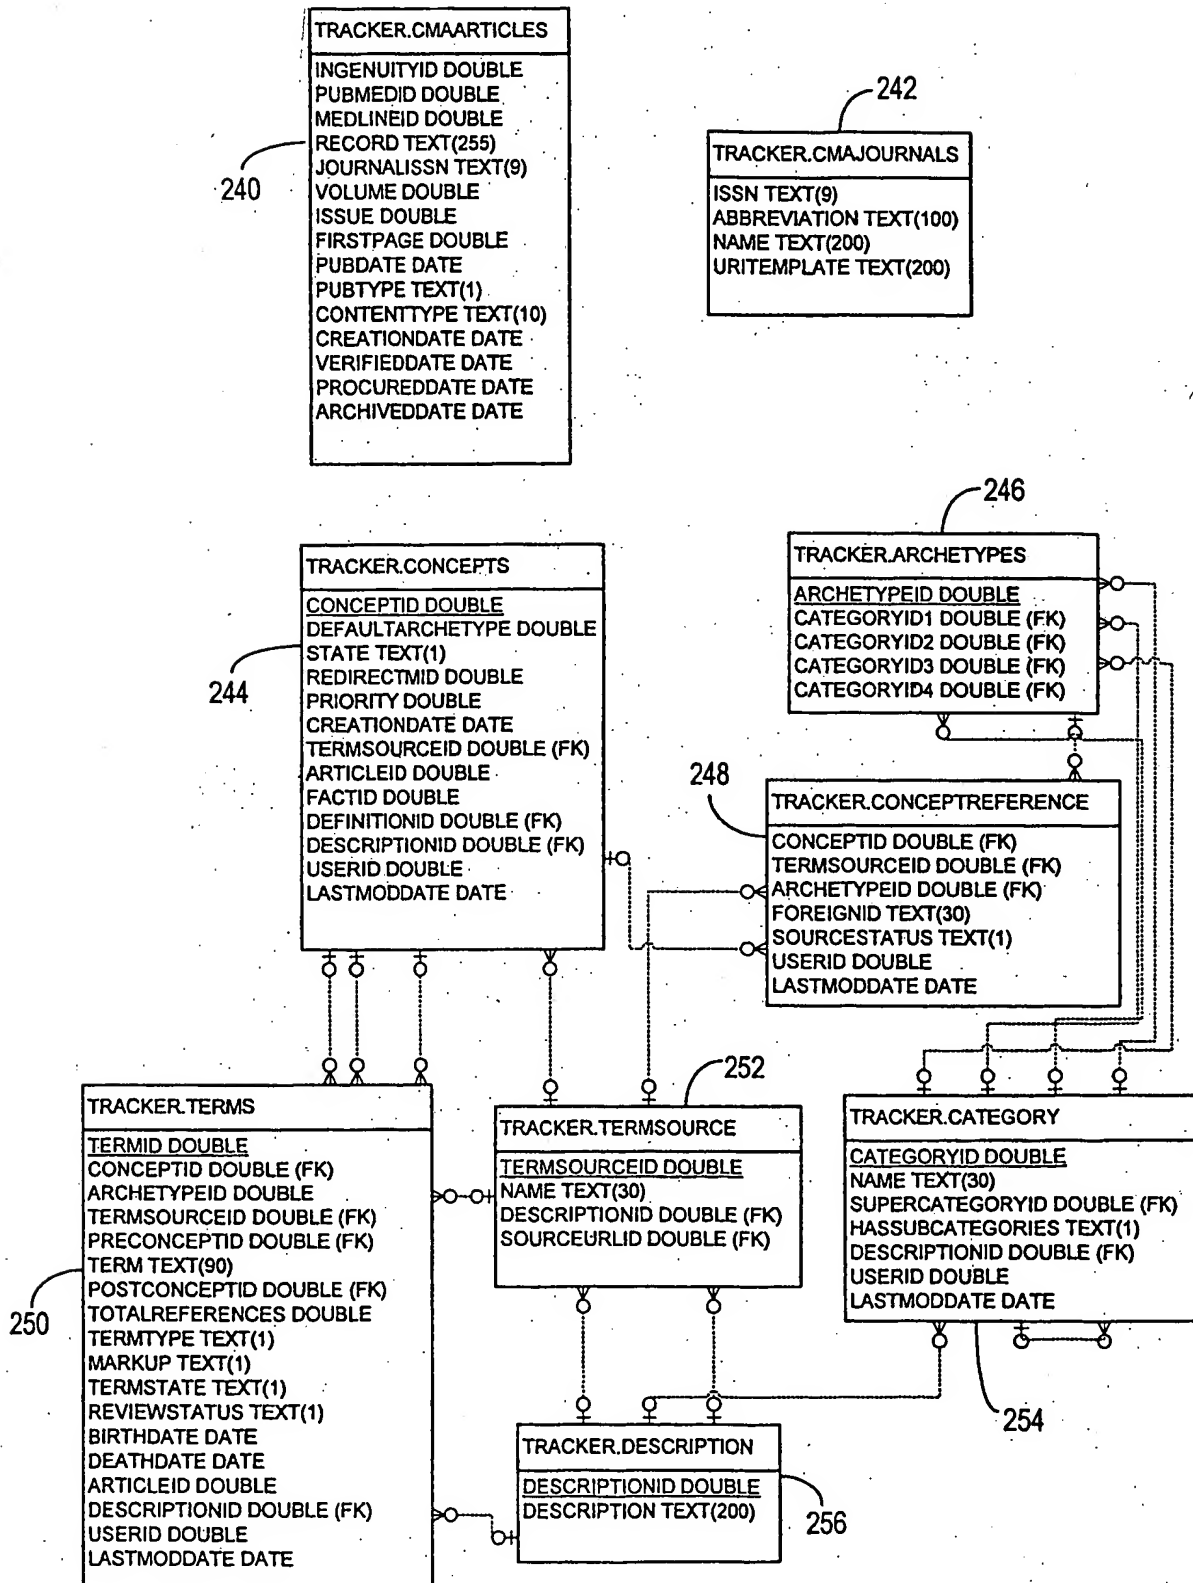 TRACKER.CMAARTICLES
INGENUITYID DOUBLE
PUBMEDID DOUBLE
MEDLINEID DOUBLE
RECORD TEXT(255)
JOURNALISSN TEXT(9)
VOLUME DOUBLE
ISSUE DOUBLE
FIRSTPAGE DOUBLE
PUBDATE DATE
PUBTYPE TEXT(1)
CONTENTTYPE TEXT(10)
CREATIONDATE DATE
VERIFIEDDATE DATE
PROCUREDDATE DATE
ARCHIVEDDATE DATE
240
242
TRACKER.CMAJOURNALS
ISSN TEXT(9)
ABBREVIATION TEXT(100)
NAME TEXT(200)
URITEMPLATE TEXT(200)
TRACKER.CONCEPTS
CONCEPTID DOUBLE
DEFAULTARCHETYPE DOUBLE
STATE TEXT(1)
REDIRECTMID DOUBLE
PRIORITY DOUBLE
CREATIONDATE DATE
TERMSOURCEID DOUBLE (FK)
ARTICLEID DOUBLE
FACTID DOUBLE
DEFINITIONID DOUBLE (FK)
DESCRIPTIONID DOUBLE (FK)
USERID DOUBLE
LASTMODDATE DATE
244
246
TRACKER.ARCHETYPES
ARCHETYPEID DOUBLE
CATEGORYID1 DOUBLE (FK)
CATEGORYID2 DOUBLE (FK)
CATEGORYID3 DOUBLE (FK)
CATEGORYID4 DOUBLE (FK)
248
TRACKER.CONCEPTREFERENCE
CONCEPTID DOUBLE (FK)
TERMSOURCEID DOUBLE (FK)
ARCHETYPEID DOUBLE (FK)
FOREIGNID TEXT(30)
SOURCESTATUS TEXT(1)
USERID DOUBLE
LASTMODDATE DATE
TRACKER.TERMS
TERMID DOUBLE
CONCEPTID DOUBLE (FK)
ARCHETYPEID DOUBLE
TERMSOURCEID DOUBLE (FK)
PRECONCEPTID DOUBLE (FK)
TERM TEXT(90)
POSTCONCEPTID DOUBLE (FK)
TOTALREFERENCES DOUBLE
TERMTYPE TEXT(1)
MARKUP TEXT(1)
TERMSTATE TEXT(1)
REVIEWSTATUS TEXT(1)
BIRTHDATE DATE
DEATHDATE DATE
ARTICLEID DOUBLE
DESCRIPTIONID DOUBLE (FK)
USERID DOUBLE
LASTMODDATE DATE
250
252
TRACKER.TERMSOURCE
TERMSOURCEID DOUBLE
NAME TEXT(30)
DESCRIPTIONID DOUBLE (FK)
SOURCEURLID DOUBLE (FK)
TRACKER.CATEGORY
CATEGORYID DOUBLE
NAME TEXT(30)
SUPERCATEGORYID DOUBLE (FK)
HASSUBCATEGORIES TEXT(1)
DESCRIPTIONID DOUBLE (FK)
USERID DOUBLE
LASTMODDATE DATE
254
TRACKER.DESCRIPTION
DESCRIPTIONID DOUBLE
DESCRIPTION TEXT(200)
256